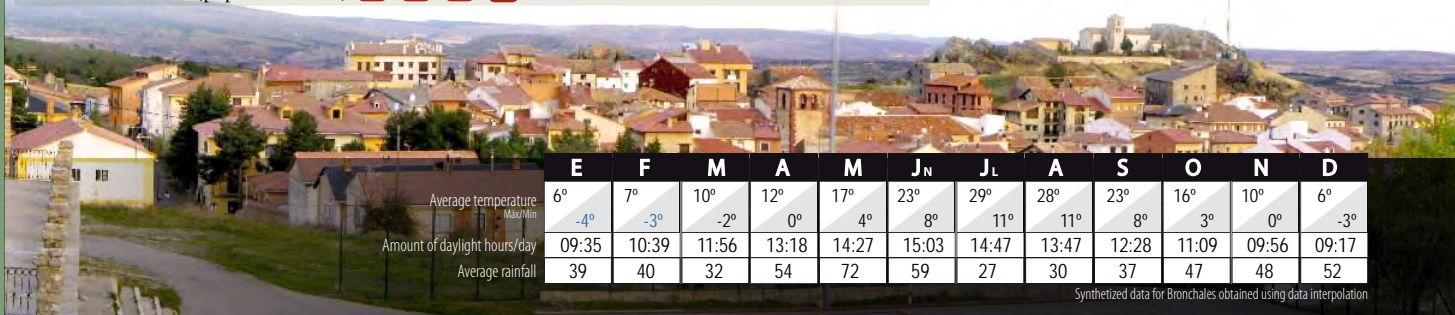 E F M A M JN JL A S O N D
Average temperature 6º 7º 10º 12º 17º 23º 29º 28º 23º 16º 10º 6º
Máx/Mín -4º -3º -2º 0º 4º 8º 11º 11º 8º 3º 0º -3º
Amount of daylight hours/day 09:35 10:39 11:56 13:18 14:27 15:03 14:47 13:47 12:28 11:09 09:56 09:17
Average rainfall 39 40 32 54 72 59 27 30 37 47 48 52
Synthetized data for Bronchales obtained using data interpolation